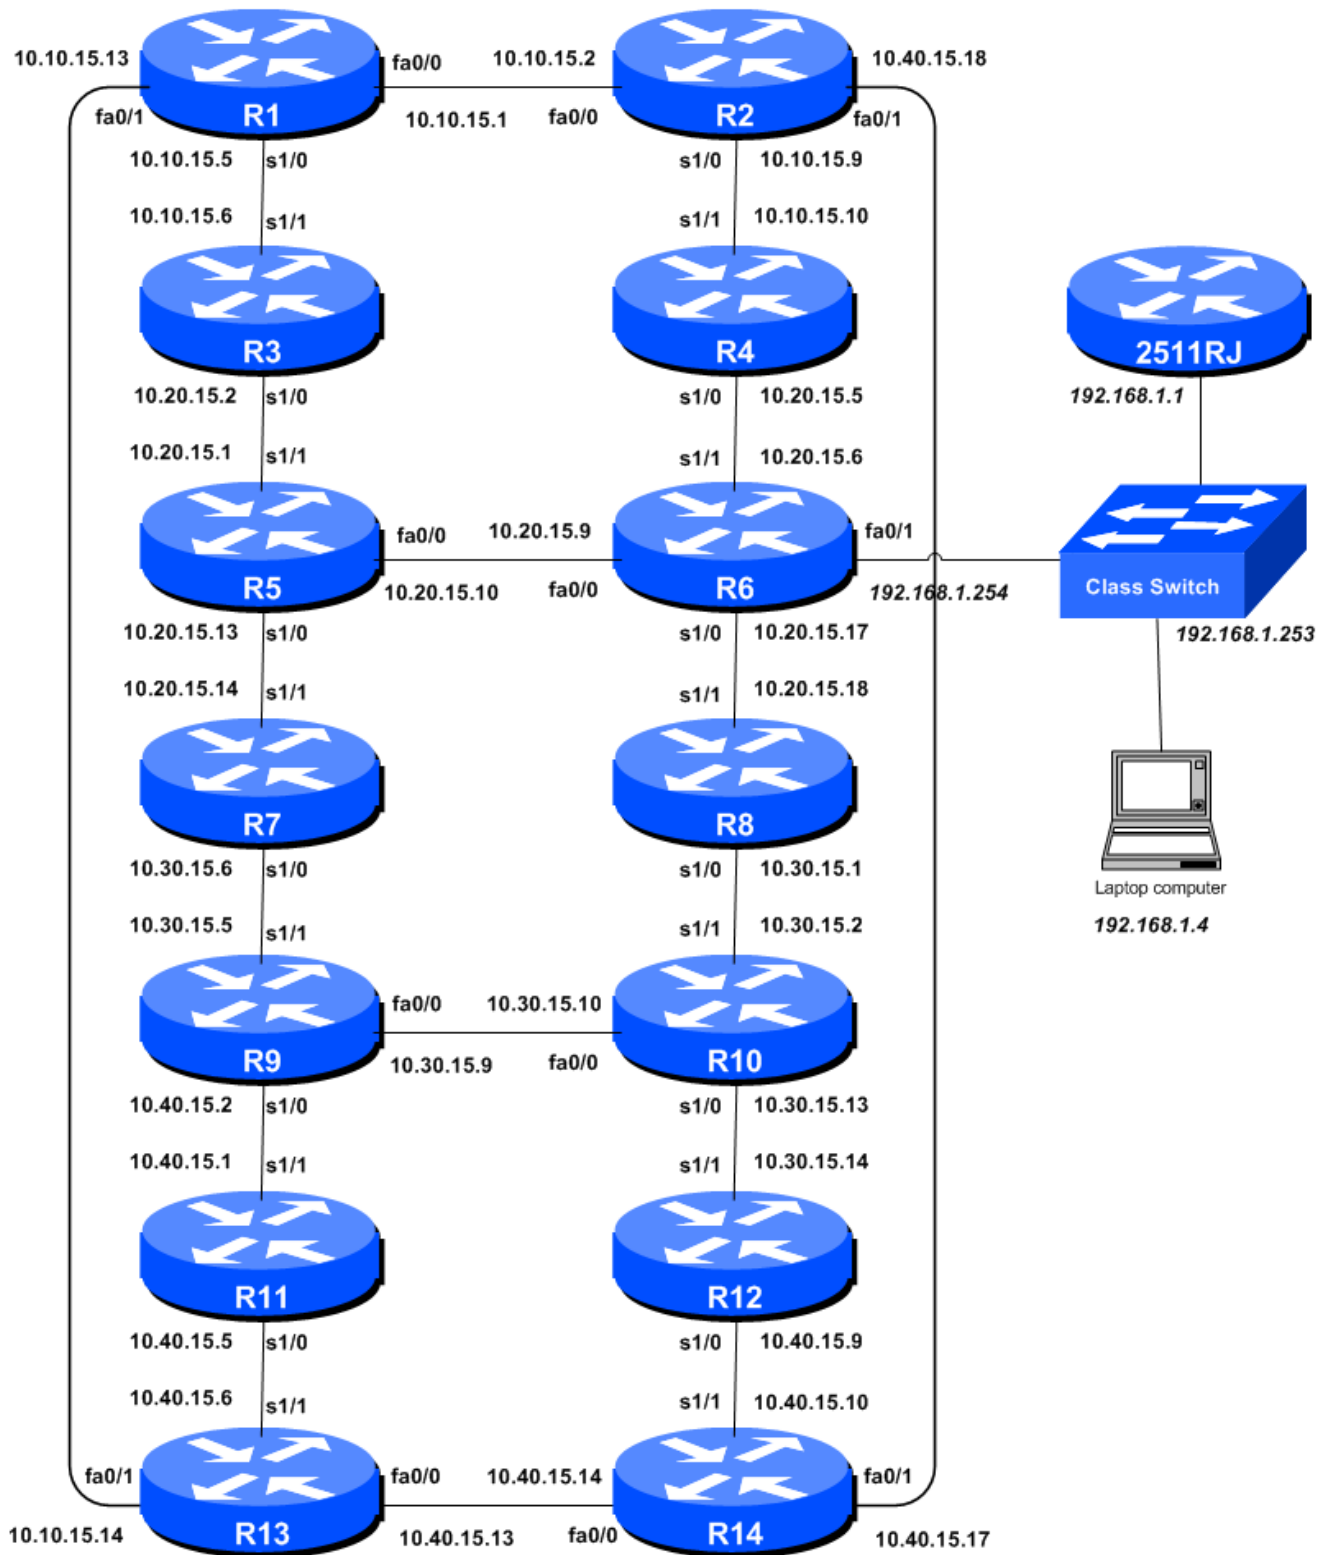 10.10.15.13
fa0/0
10.10.15.2
10.40.15.18
fa0/1
R1
10.10.15.1
fa0/0
R2
fa0/1
10.10.15.5
s1/0
s1/0
10.10.15.9
10.10.15.6
s1/1
s1/1
10.10.15.10
R3
R4
2511RJ
10.20.15.2
s1/0
s1/0
10.20.15.5
192.168.1.1
10.20.15.1
s1/1
s1/1
10.20.15.6
fa0/0
10.20.15.9
fa0/1
R5
10.20.15.10
fa0/0
R6
192.168.1.254
Class Switch
10.20.15.13
s1/0
s1/0
10.20.15.17
192.168.1.253
10.20.15.14
s1/1
s1/1
10.20.15.18
R7
R8
10.30.15.6
s1/0
s1/0
10.30.15.1
Laptop computer
10.30.15.5
s1/1
s1/1
10.30.15.2
192.168.1.4
fa0/0
10.30.15.10
R9
10.30.15.9
fa0/0
R10
10.40.15.2
s1/0
s1/0
10.30.15.13
10.40.15.1
s1/1
s1/1
10.30.15.14
R11
R12
10.40.15.5
s1/0
s1/0
10.40.15.9
10.40.15.6
s1/1
s1/1
10.40.15.10
fa0/1
fa0/0
10.40.15.14
fa0/1
10.10.15.14
R13
10.40.15.13
fa0/0
R14
10.40.15.17